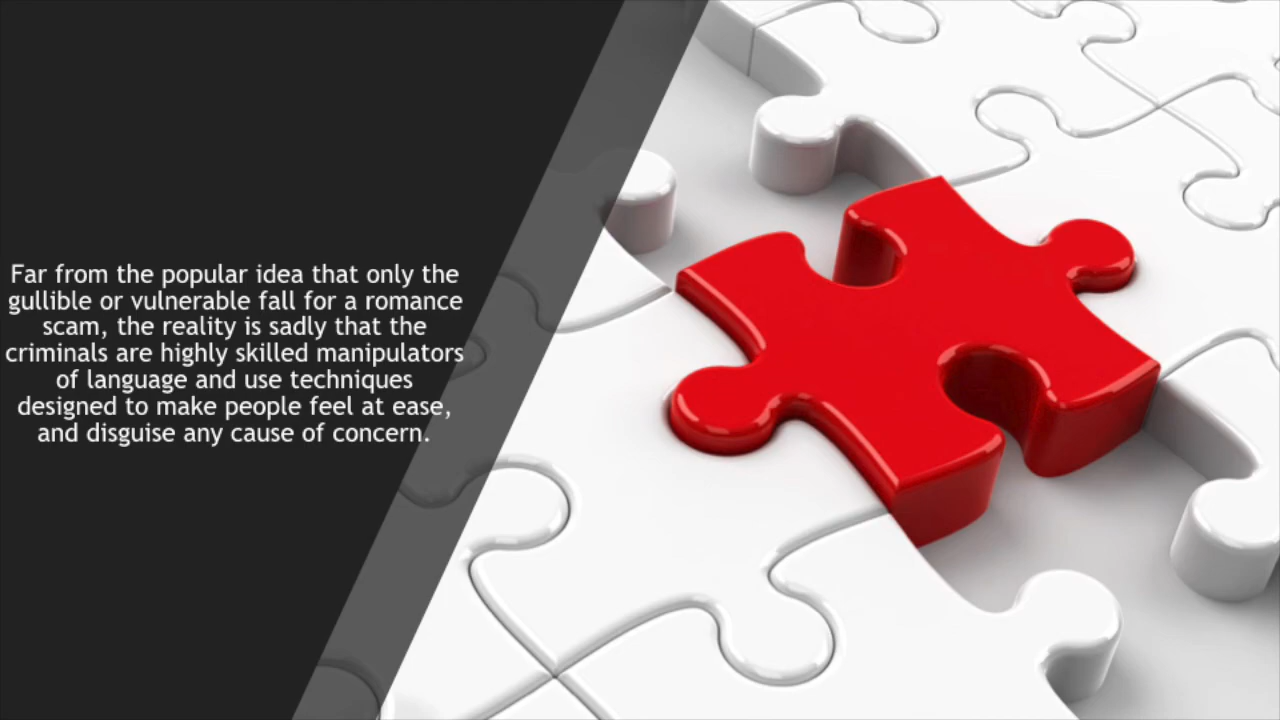 Far from the popular idea that only the
gullible or vulnerable fall for a romance
scam, the reality is sadly that the
criminals are highly skilled manipulators
of language and use techniques
designed to make people feel at ease,
and disguise any cause of concern.